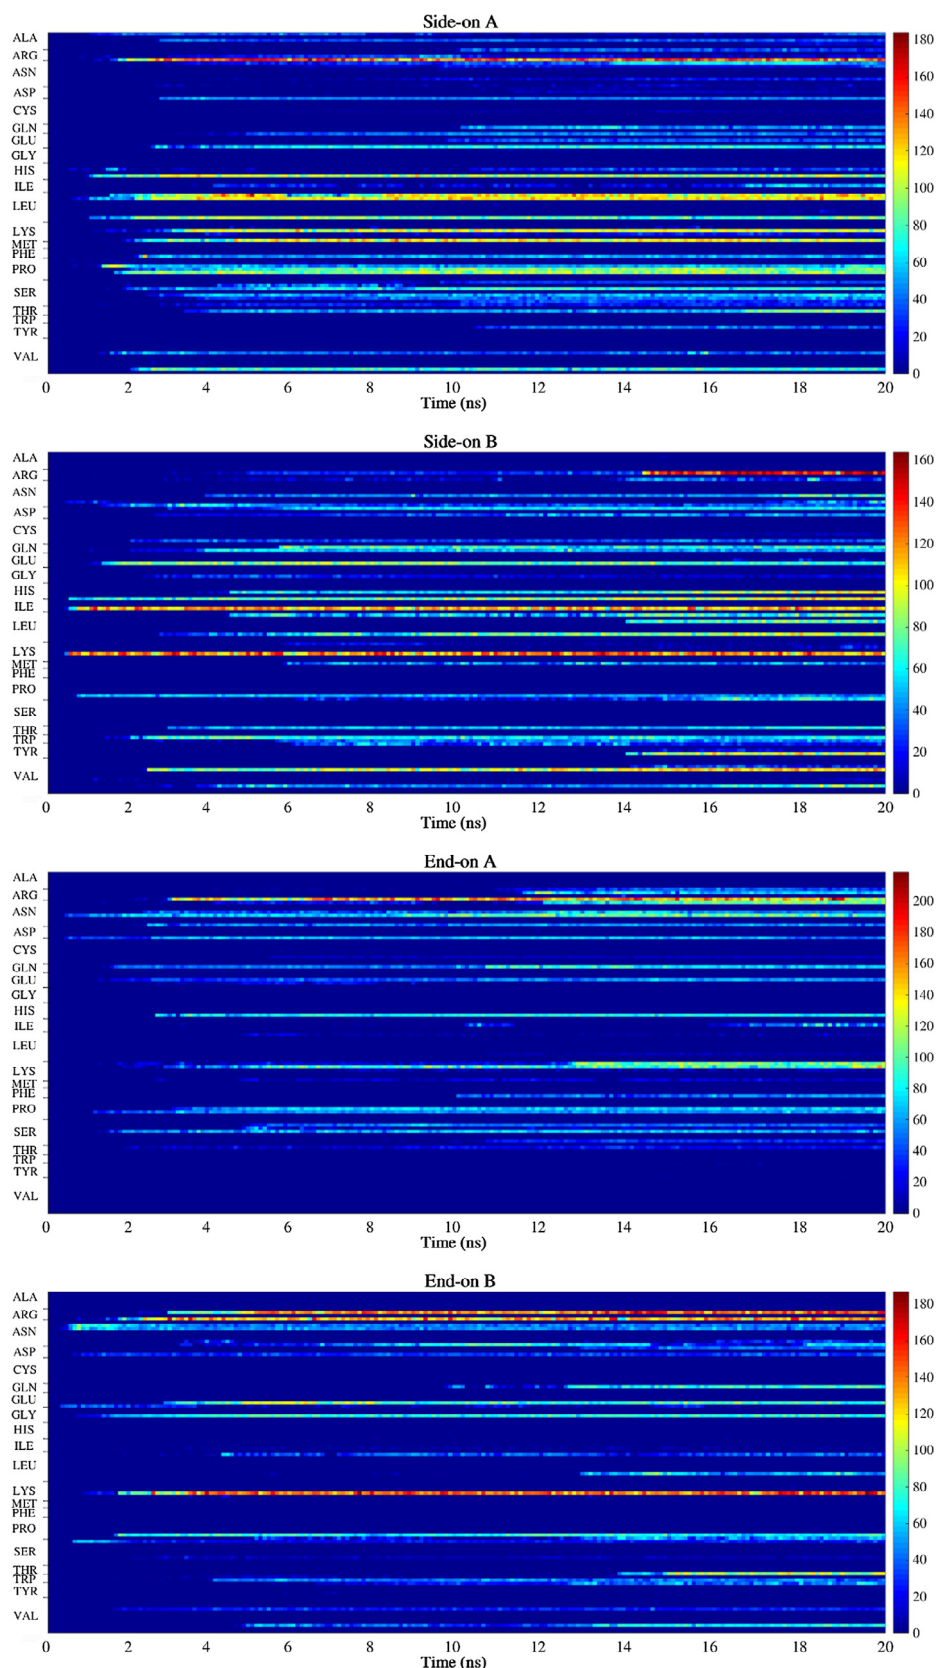 Side-on A
ALA
ARG
ASN
ASP
CYS
GLN
GLU
GLY
HIS
ILE
LEU
LYS
MET
PHE
PRO
SER
THR
TRP
TYR
VAL
180
160
140
120
100
80
60
40
20
0
0 2 4 6 8 10 12 14 16 18 20
Time (ns)
Side-on B
ALA
ARG
ASN
ASP
CYS
GLN
GLU
GLY
HIS
ILE
LEU
LYS
MET
PHE
PRO
SER
THR
TRP
TYR
VAL
160
140
120
100
80
60
40
20
0
0 2 4 6 8 10 12 14 16 18 20
Time (ns)
End-on A
ALA
ARG
ASN
ASP
CYS
GLN
GLU
GLY
HIS
ILE
LEU
LYS
MET
PHE
PRO
SER
THR
TRP
TYR
VAL
200
180
160
140
120
100
80
60
40
20
0
0 2 4 6 8 10 12 14 16 18 20
Time (ns)
End-on B
ALA
ARG
ASN
ASP
CYS
GLN
GLU
GLY
HIS
ILE
LEU
LYS
MET
PHE
PRO
SER
THR
TRP
TYR
VAL
180
160
140
120
100
80
60
40
20
0
0 2 4 6 8 10 12 14 16 18 20
Time (ns)